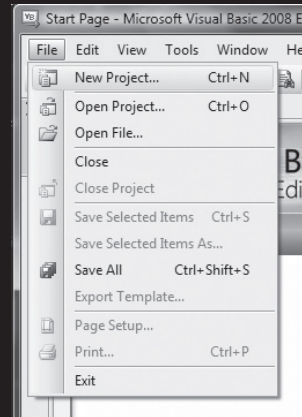 Start Page - Microsoft Visual Basic 2008 E
File Edit View Tools Window He
New Project... Ctrl+N
Open Project... Ctrl+O
Open File...
Close
Close Project
Save Selected Items Ctrl+S
Save Selected Items As...
Save All Ctrl+Shift+S
Export Template...
Page Setup...
Print... Ctrl+P
Exit
B
Edi